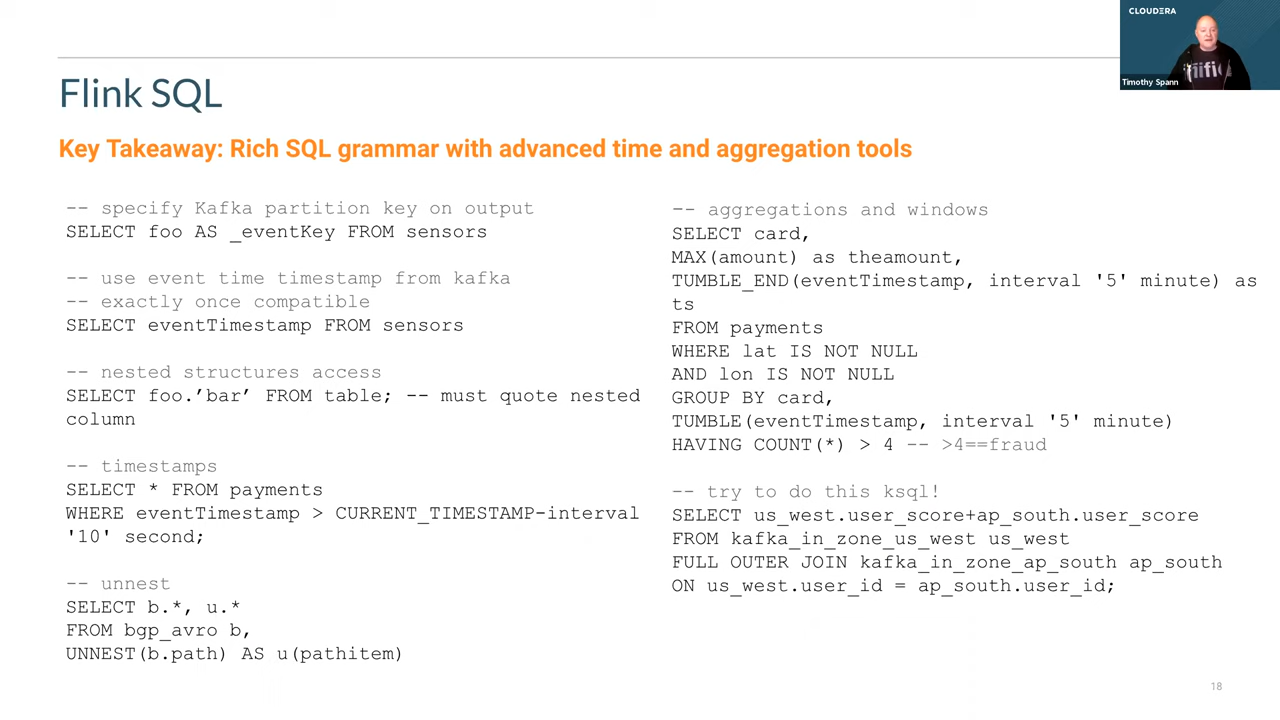 CLOUDERA
Timothy Spann
Flink SQL
Key Takeaway: Rich SQL grammar with advanced time and aggregation tools
-- specify Kafka partition key on output
SELECT foo AS _eventKey FROM sensors
-- use event time timestamp from kafka
-- exactly once compatible
SELECT eventTimestamp FROM sensors
-- nested structures access
SELECT foo.’bar’ FROM table; -- must quote nested
column
-- timestamps
SELECT * FROM payments
WHERE eventTimestamp > CURRENT_TIMESTAMP-interval
'10' second;
-- unnest
SELECT b.*, u.*
FROM bgp_avro b,
UNNEST(b.path) AS u(pathitem)
-- aggregations and windows
SELECT card,
MAX(amount) as theamount,
TUMBLE_END(eventTimestamp, interval '5' minute) as
ts
FROM payments
WHERE lat IS NOT NULL
AND lon IS NOT NULL
GROUP BY card,
TUMBLE(eventTimestamp, interval '5' minute)
HAVING COUNT(*) > 4 -- >4==fraud
-- try to do this ksql!
SELECT us_west.user_score+ap_south.user_score
FROM kafka_in_zone_us_west us_west
FULL OUTER JOIN kafka_in_zone_ap_south ap_south
ON us_west.user_id = ap_south.user_id;
18